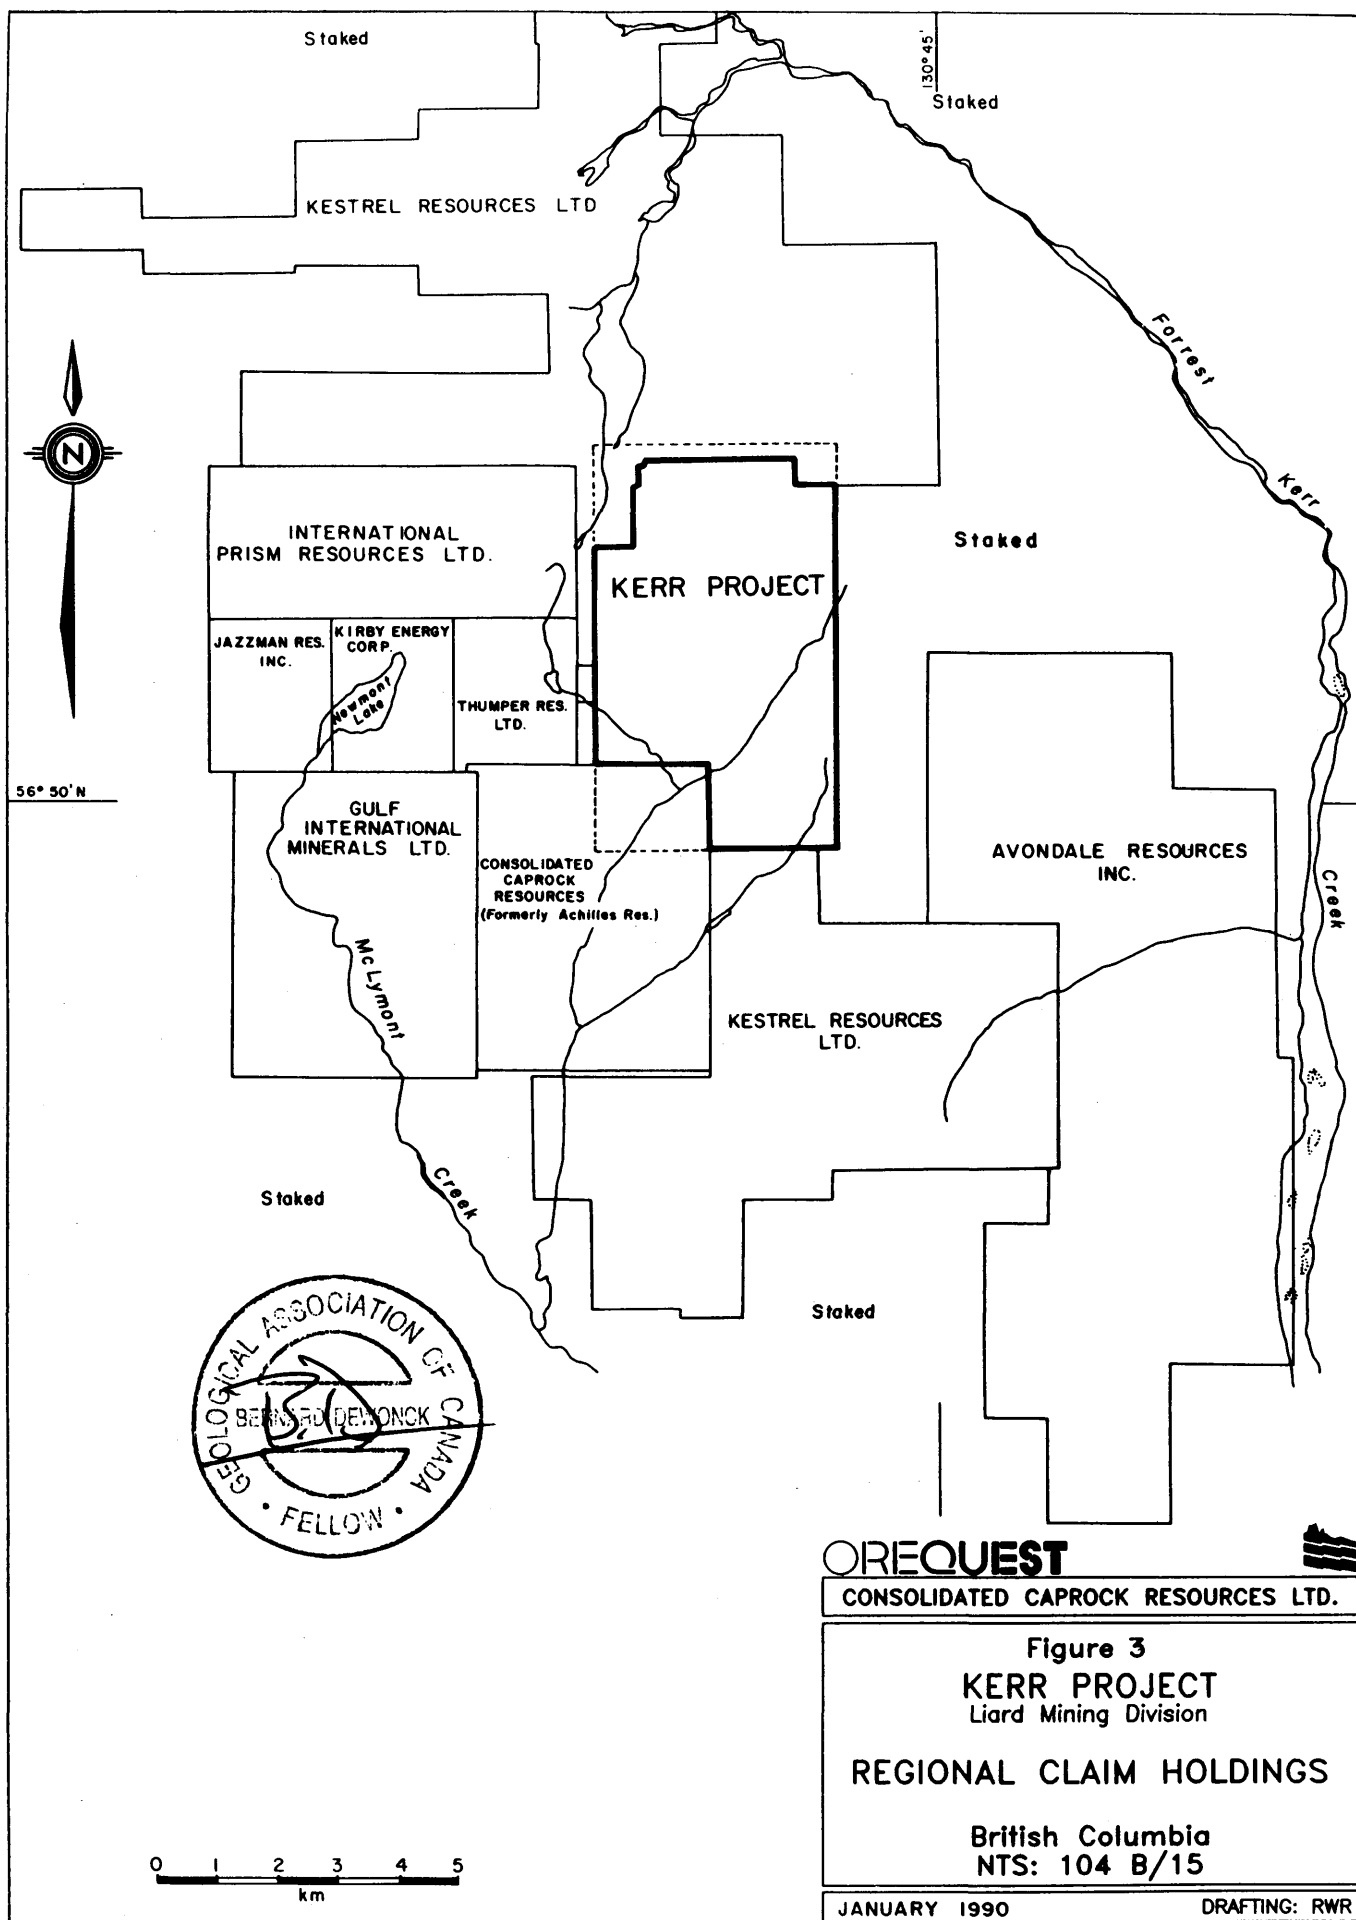 Staked
130° 45'
Staked
KESTREL RESOURCES LTD
Forrest
Kerr
Creek
N
INTERNATIONAL
PRISM RESOURCES LTD.
KERR PROJECT
Staked
JAZZMAN RES.
INC.
KIRBY ENERGY
CORP.
Newmont
Lake
THUMPER RES.
LTD.
56° 50' N
GULF
INTERNATIONAL
MINERALS LTD.
CONSOLIDATED
CAPROCK
RESOURCES
(Formerly Achilles Res.)
AVONDALE RESOURCES
INC.
McLymont
Creek
KESTREL RESOURCES
LTD.
Staked
Staked
GEOLOGICAL ASSOCIATION OF CANADA
BERNARD DEWONCK
• FELLOW •
OREQUEST
CONSOLIDATED CAPROCK RESOURCES LTD.
Figure 3
KERR PROJECT
Liard Mining Division
REGIONAL CLAIM HOLDINGS
British Columbia
NTS: 104 B/15
JANUARY 1990 DRAFTING: RWR
0 1 2 3 4 5
km